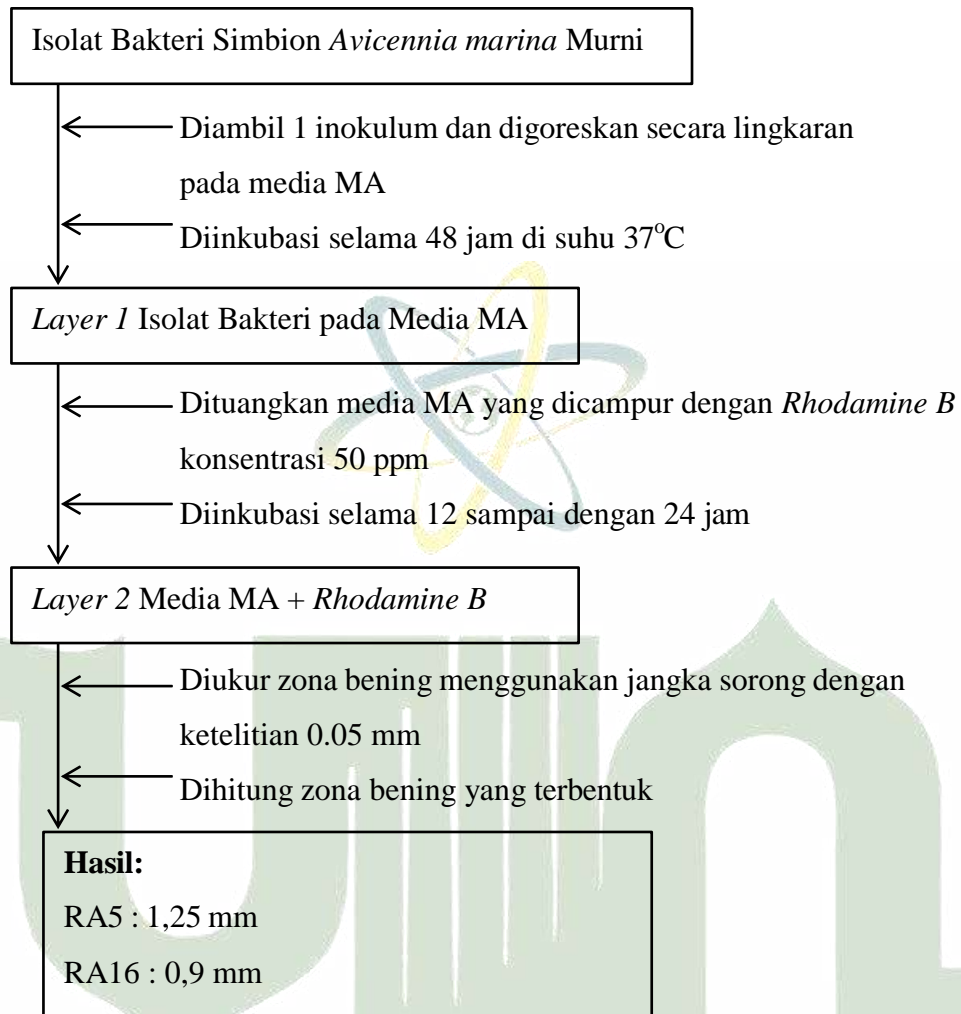 Isolat Bakteri Simbion Avicennia marina Murni
Diambil 1 inokulum dan digoreskan secara lingkaran
pada media MA
Diinkubasi selama 48 jam di suhu 37°C
Layer 1 Isolat Bakteri pada Media MA
Dituangkan media MA yang dicampur dengan Rhodamine B
konsentrasi 50 ppm
Diinkubasi selama 12 sampai dengan 24 jam
Layer 2 Media MA + Rhodamine B
Diukur zona bening menggunakan jangka sorong dengan
ketelitian 0.05 mm
Dihitung zona bening yang terbentuk
Hasil:
RA5 : 1,25 mm
RA16 : 0,9 mm